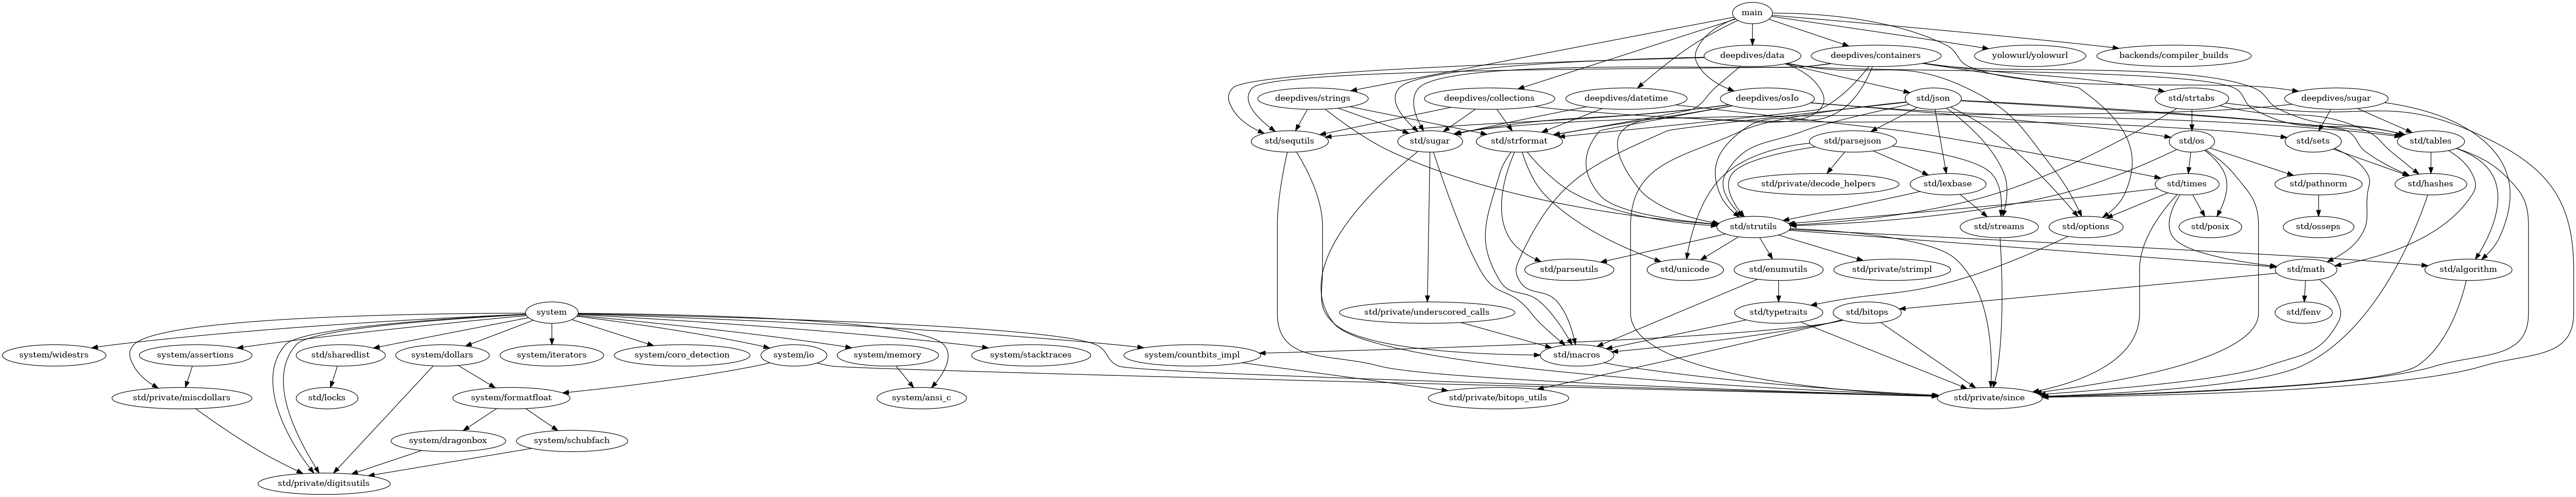 main
deepdives/data
deepdives/containers
yolowurl/yolowurl
backends/compiler_builds
deepdives/strings
deepdives/collections
deepdives/datetime
deepdives/oslo
std/json
std/strtabs
deepdives/sugar
std/sequtils
std/sugar
std/strformat
std/parsejson
std/os
std/sets
std/tables
std/private/decode_helpers
std/lexbase
std/times
std/pathnorm
std/hashes
std/strutils
std/streams
std/options
std/posix
std/osseps
std/parseutils
std/unicode
std/enumutils
std/private/strimpl
std/math
std/algorithm
system
std/private/underscored_calls
std/typetraits
std/bitops
std/fenv
system/widestrs
system/assertions
std/sharedlist
system/dollars
system/iterators
system/coro_detection
system/io
system/memory
system/stacktraces
system/countbits_impl
std/macros
std/private/miscdollars
std/locks
system/formatfloat
system/ansi_c
std/private/bitops_utils
std/private/since
system/dragonbox
system/schubfach
std/private/digitsutils